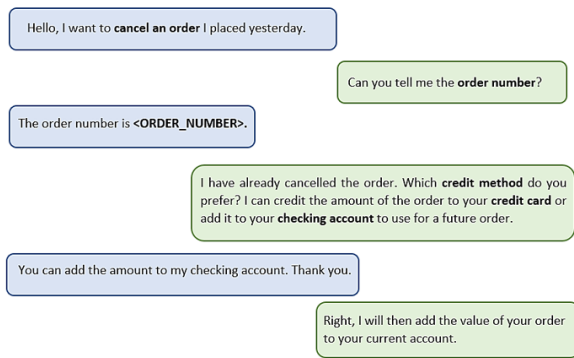 Hello, I want to cancel an order I placed yesterday.
Can you tell me the order number?
The order number is <ORDER_NUMBER>.
I have already cancelled the order. Which credit method do you
prefer? I can credit the amount of the order to your credit card or
add it to your checking account to use for a future order.
You can add the amount to my checking account. Thank you.
Right, I will then add the value of your order
to your current account.